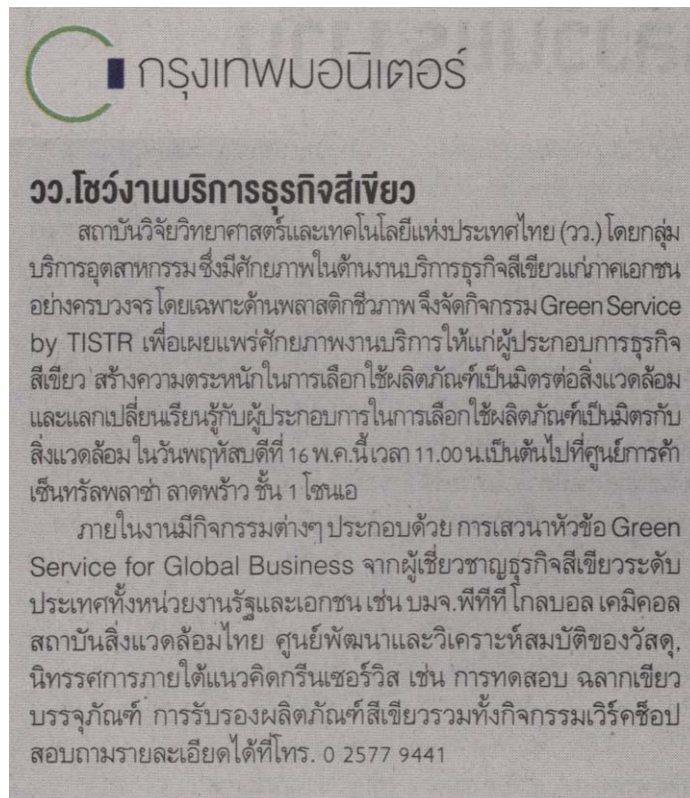 กรุงเทพมอนิเตอร์
วว.โชว์งานบริการธุรกิจสีเขียว
สถาบันวิจัยวิทยาศาสตร์และเทคโนโลยีแห่งประเทศไทย (วว.) โดยกลุ่ม
บริการอุตสาหกรรม ซึ่งมีศักยภาพในด้านงานบริการธุรกิจสีเขียวแก่ภาคเอกชน
อย่างครบวงจร โดยเฉพาะด้านพลาสติกชีวภาพ จึงจัดกิจกรรม Green Service
by TISTR เพื่อเผยแพร่ศักยภาพงานบริการให้แก่ผู้ประกอบการธุรกิจ
สีเขียว สร้างความตระหนักในการเลือกใช้ผลิตภัณฑ์เป็นมิตรต่อสิ่งแวดล้อม
และแลกเปลี่ยนเรียนรู้กับผู้ประกอบการในการเลือกใช้ผลิตภัณฑ์เป็นมิตรกับ
สิ่งแวดล้อม ในวันพฤหัสบดีที่ 16 พ.ค.นี้ เวลา 11.00 น.เป็นต้นไปที่ศูนย์การค้า
เซ็นทรัลพลาซ่า ลาดพร้าว ชั้น 1 โซนเอ
ภายในงานมีกิจกรรมต่างๆ ประกอบด้วย การเสวนาหัวข้อ Green
Service for Global Business จากผู้เชี่ยวชาญธุรกิจสีเขียวระดับ
ประเทศทั้งหน่วยงานรัฐและเอกชน เช่น บมจ.พีทีที โกลบอล เคมิคอล
สถาบันสิ่งแวดล้อมไทย ศูนย์พัฒนาและวิเคราะห์สมบัติของวัสดุ,
นิทรรศการภายใต้แนวคิดกรีนเซอร์วิส เช่น การทดสอบ ฉลากเขียว
บรรจุภัณฑ์ การรับรองผลิตภัณฑ์สีเขียวรวมทั้งกิจกรรมเวิร์คช็อป
สอบถามรายละเอียดได้ที่โทร. 0 2577 9441